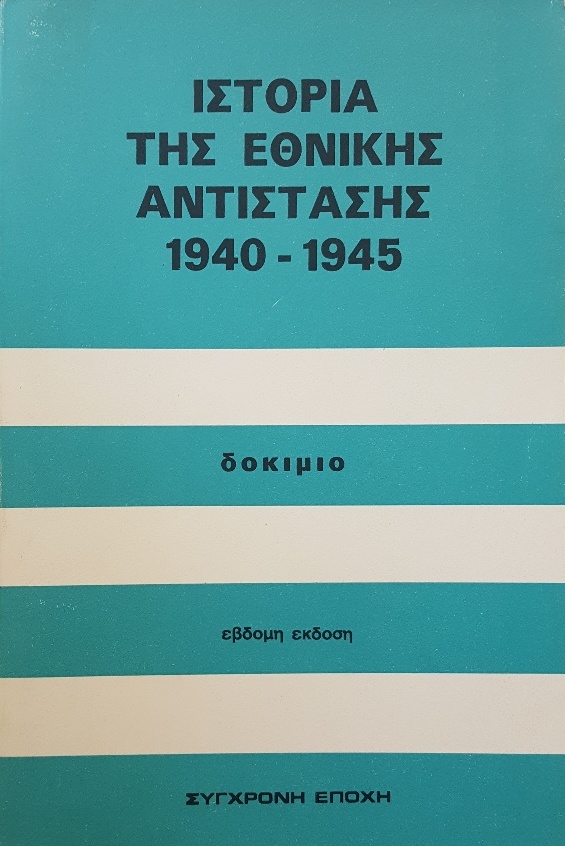 ΙΣΤΟΡΙΑ
ΤΗΣ ΕΘΝΙΚΗΣ
ΑΝΤΙΣΤΑΣΗΣ
1940 - 1945
δοκιμιο
εβδομη εκδοση
ΣΥΓΧΡΟΝΗ ΕΠΟΧΗ